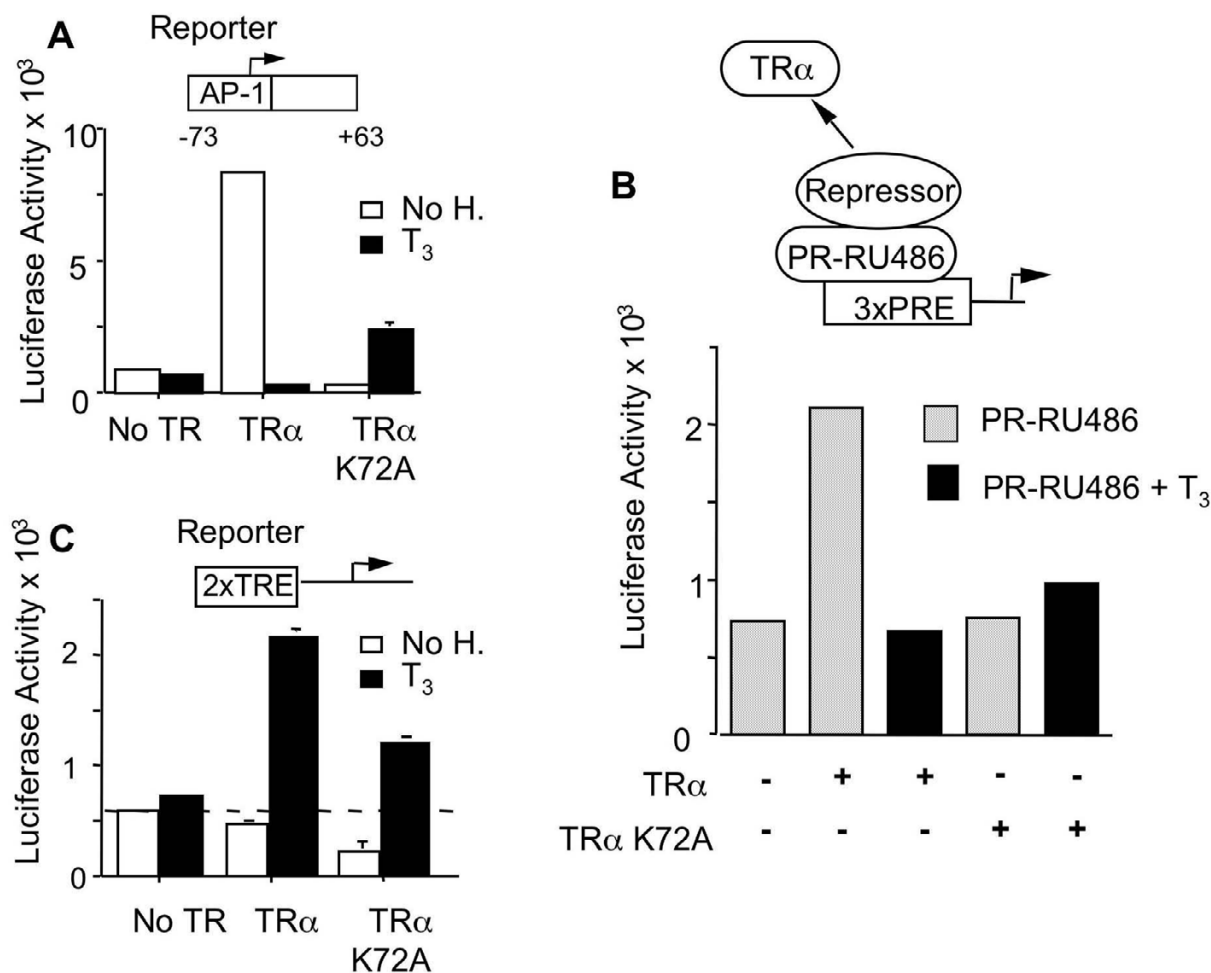 A
Reporter
AP-1
-73
+63
Luciferase Activity x 10³
10
5
0
No H.
T₃
No TR
TRα
TRα
K72A
B
TRα
Repressor
PR-RU486
3xPRE
Luciferase Activity x 10³
2
1
0
PR-RU486
PR-RU486 + T₃
TRα - + + - -
TRα K72A - - - + +
C
Reporter
2xTRE
Luciferase Activity x 10³
2
1
0
No H.
T₃
No TR
TRα
TRα
K72A